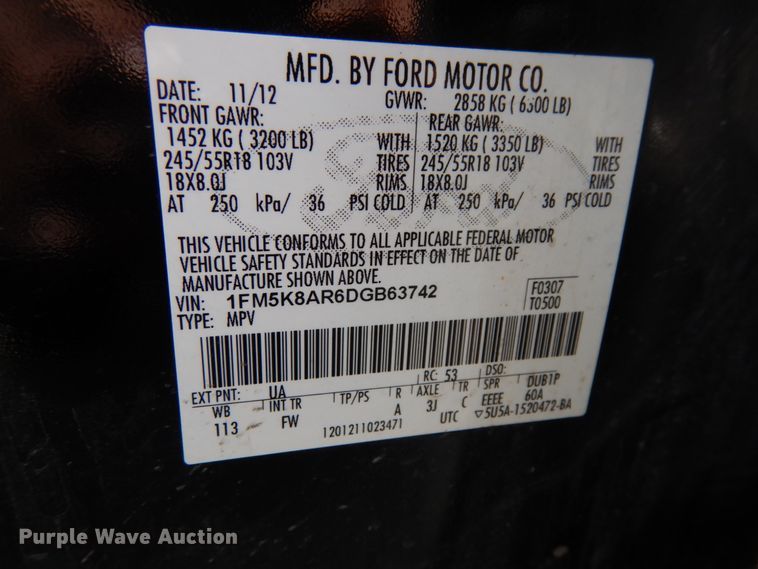 MFD. BY FORD MOTOR CO.
DATE: 11/12 GVWR: 2858 KG ( 6300 LB)
FRONT GAWR: REAR GAWR:
1452 KG ( 3200 LB) WITH 1520 KG ( 3350 LB) WITH
245/55R18 103V TIRES 245/55R18 103V TIRES
18X8.0J RIMS 18X8.0J RIMS
AT 250 kPa/ 36 PSI COLD AT 250 kPa/ 36 PSI COLD
THIS VEHICLE CONFORMS TO ALL APPLICABLE FEDERAL MOTOR
VEHICLE SAFETY STANDARDS IN EFFECT ON THE DATE OF
MANUFACTURE SHOWN ABOVE.
VIN: 1FM5K8AR6DGB63742 F0307
TYPE: MPV T0500
EXT PNT: UA RC: 53 DSO:
WB INT TR TP/PS R AXLE TR SPR DUB1P
113 FW A 3J C EEEE 60A
1201211023471 UTC ▽5U5A-1520472-BA
Purple Wave Auction